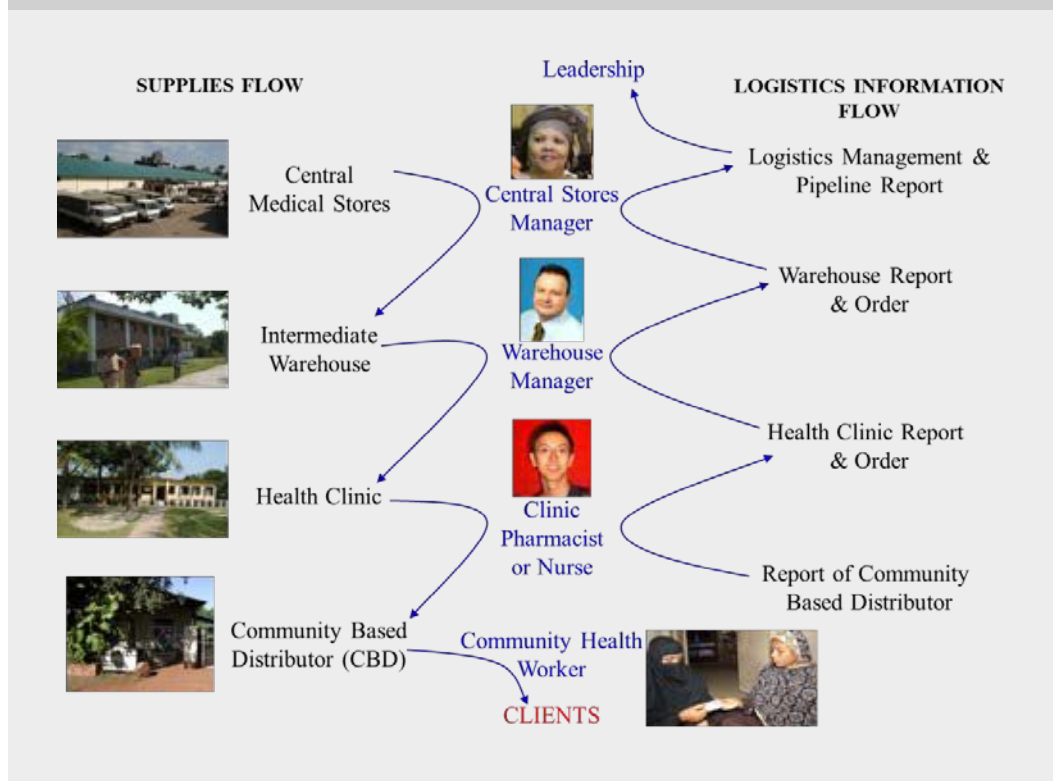 Leadership
SUPPLIES FLOW
LOGISTICS INFORMATION
FLOW
Central
Medical Stores
Central Stores
Manager
Logistics Management &
Pipeline Report
Intermediate
Warehouse
Warehouse
Manager
Warehouse Report
& Order
Health Clinic
Clinic
Pharmacist
or Nurse
Health Clinic Report
& Order
Community Based
Distributor (CBD)
Community Health
Worker
Report of Community
Based Distributor
CLIENTS